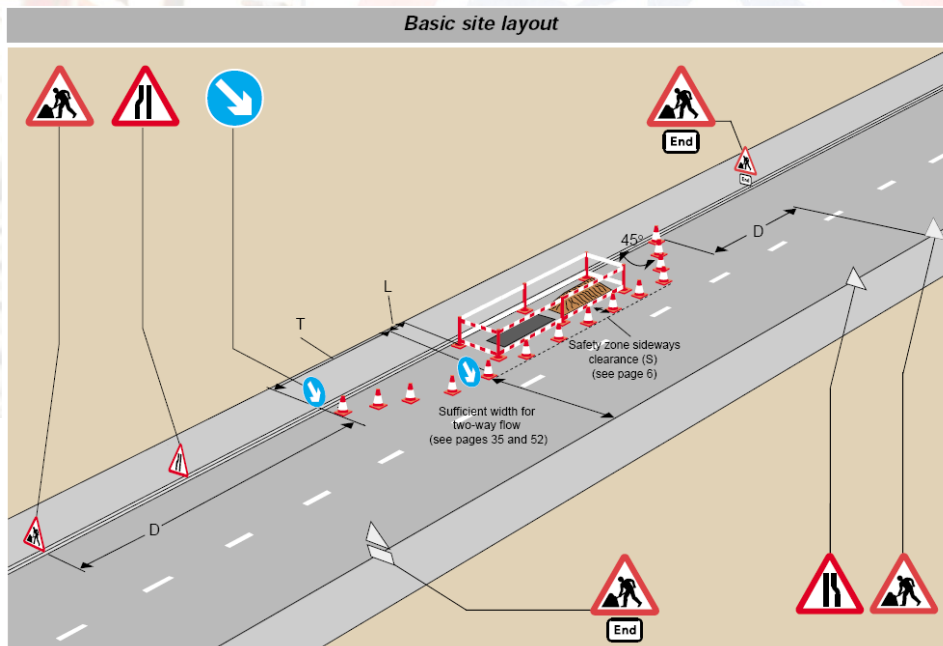 Basic site layout
End
End
D
45°
L
T
Safety zone sideways
clearance (S)
(see page 6)
Sufficient width for
two-way flow
(see pages 35 and 52)
D
End